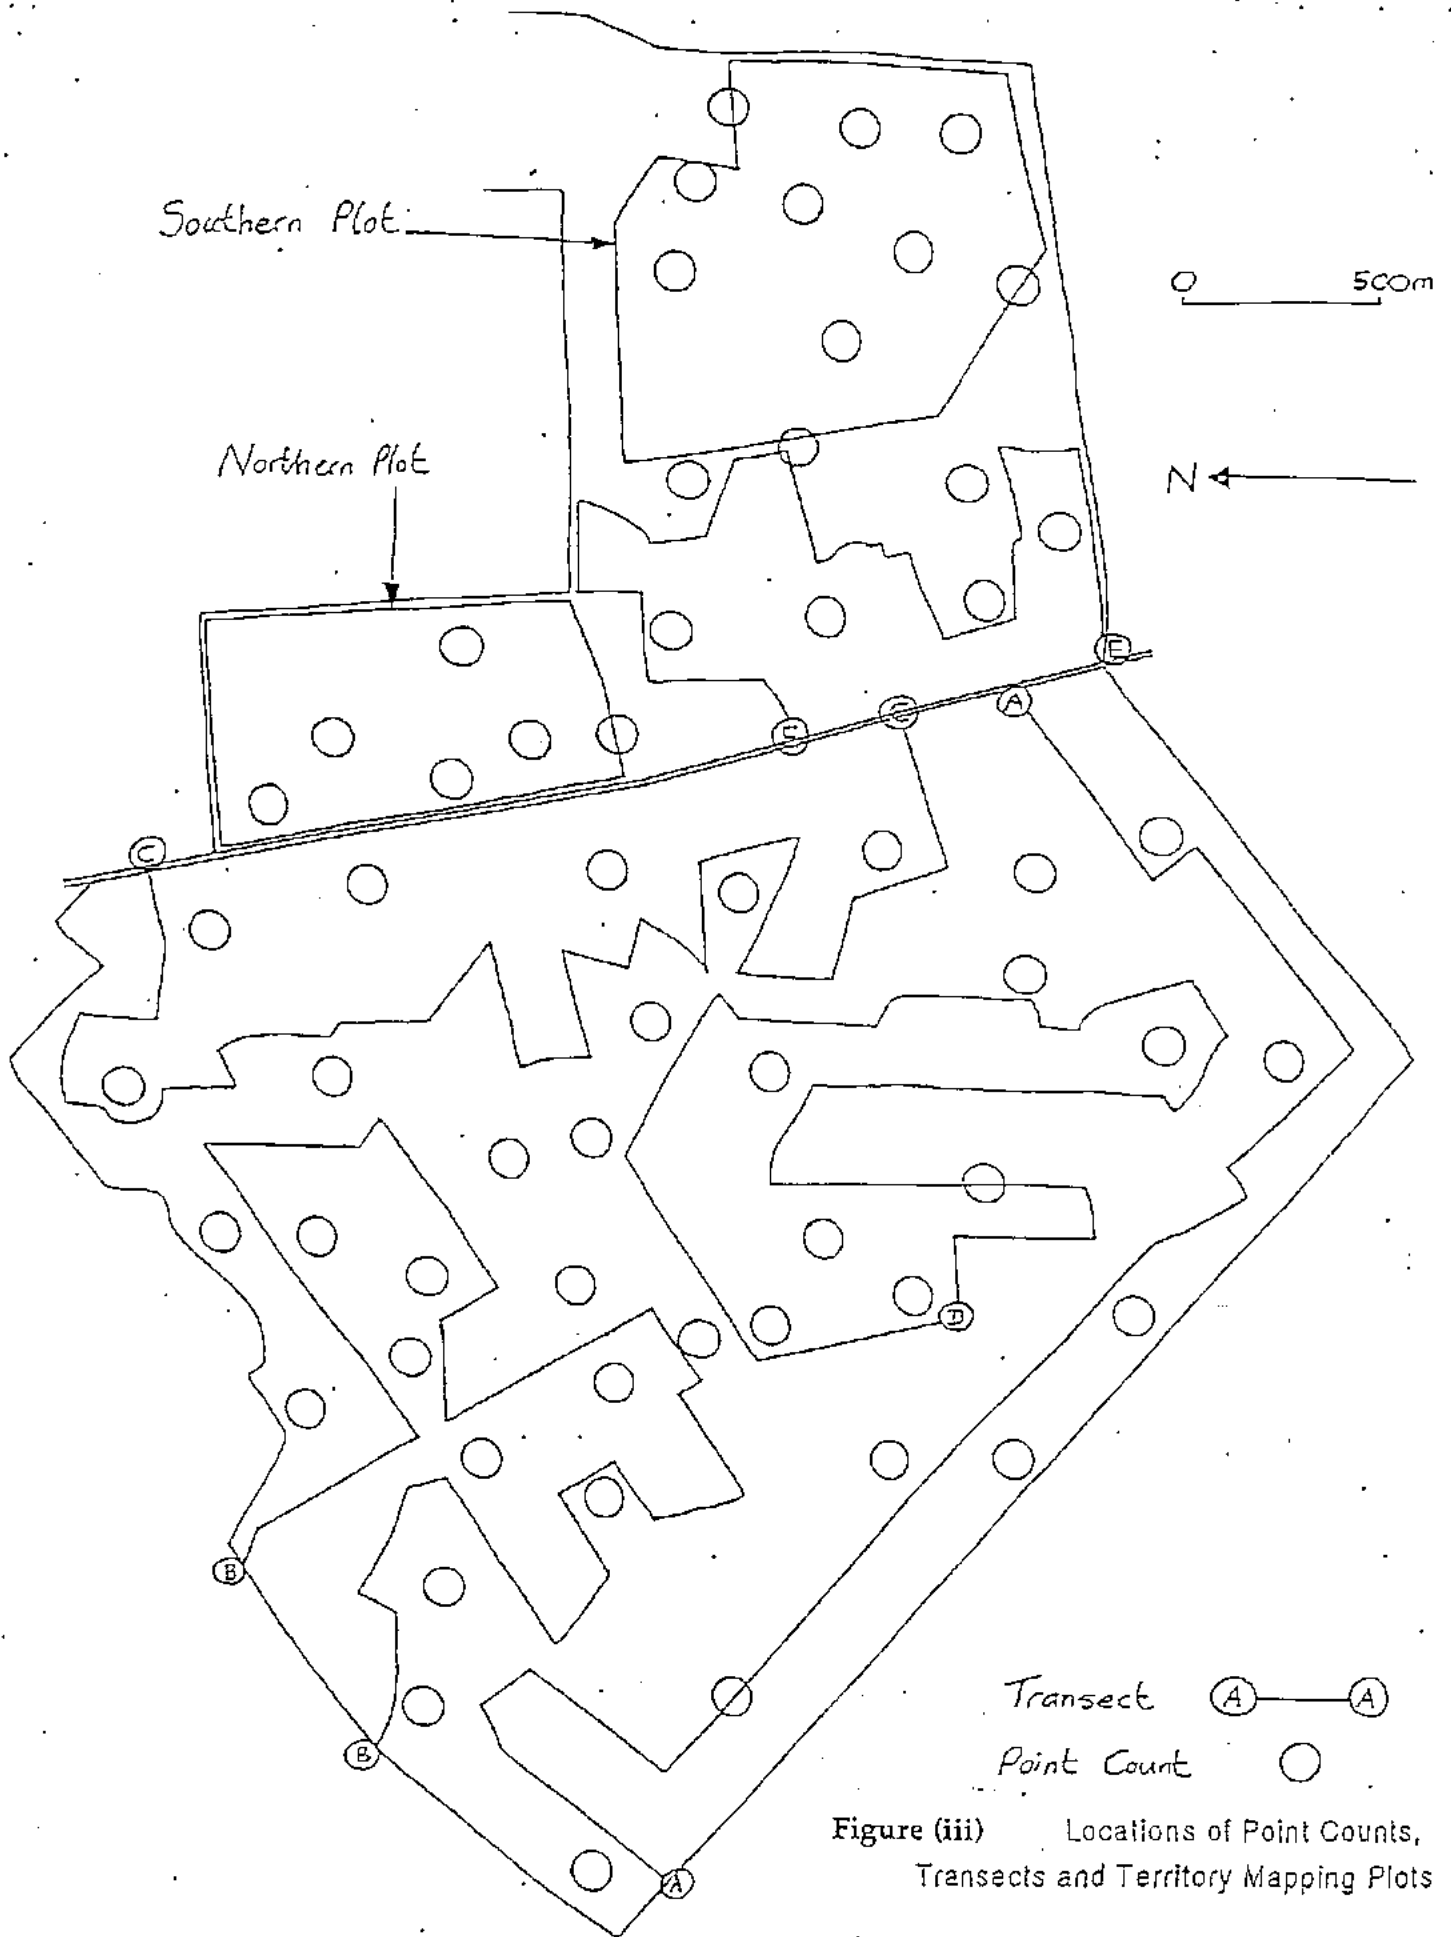 Southern Plot
0 500m
Northern Plot
N
E
E
C
A
C
D
B
B
A
Transect A A
Point Count
Figure (iii) Locations of Point Counts,
Transects and Territory Mapping Plots